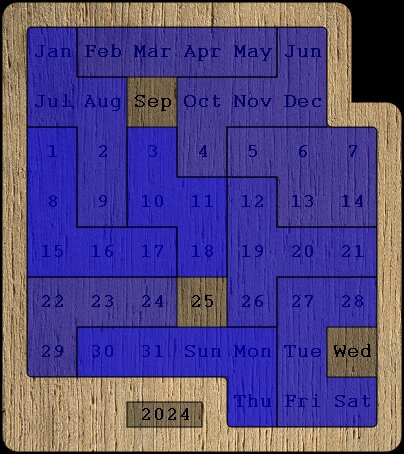 Jan Feb Mar Apr May Jun
Jul Aug Sep Oct Nov Dec
1 2 3 4 5 6 7
8 9 10 11 12 13 14
15 16 17 18 19 20 21
22 23 24 25 26 27 28
29 30 31 Sun Mon Tue Wed
Thu Fri Sat
2024